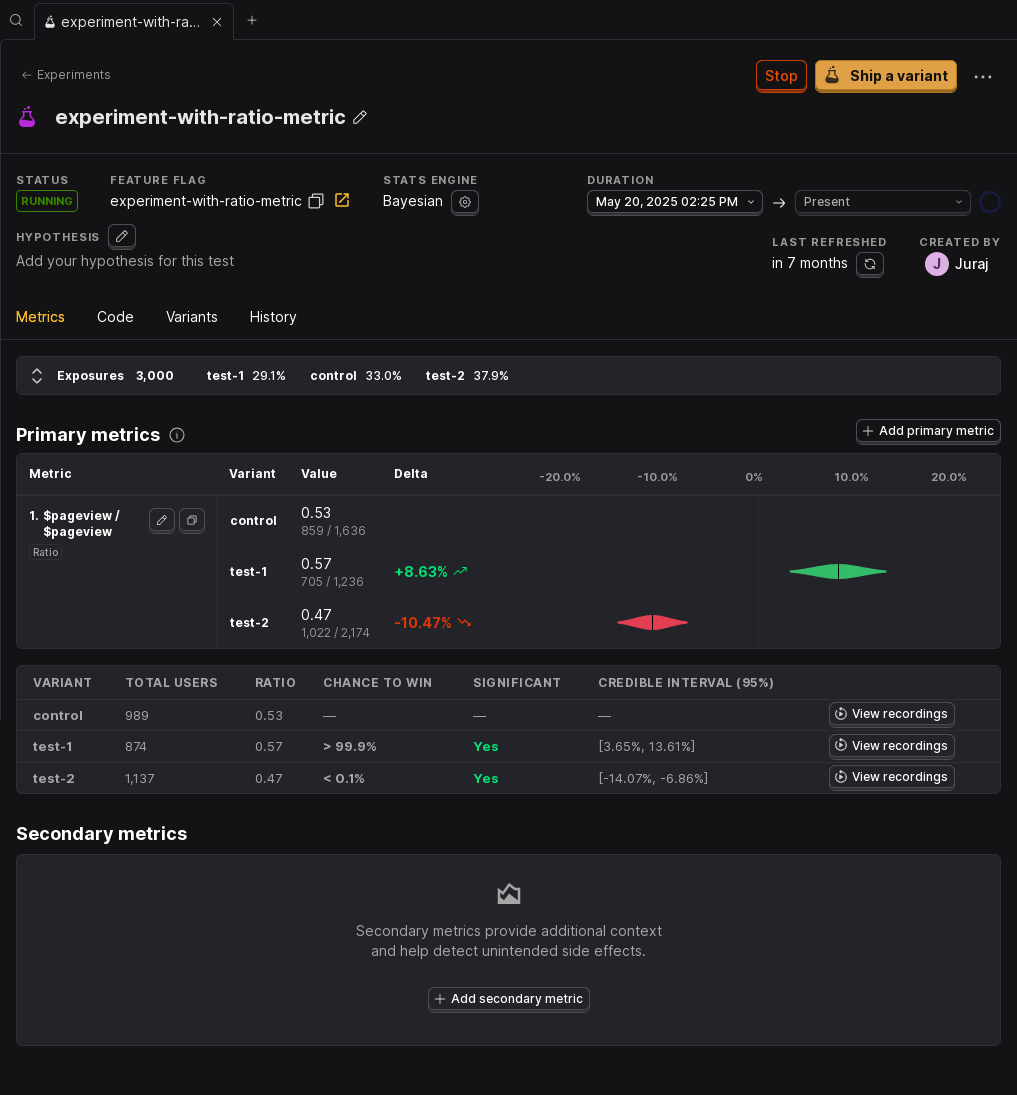 experiment-with-ra...
Experiments
Stop
Ship a variant
experiment-with-ratio-metric
STATUS
FEATURE FLAG
STATS ENGINE
DURATION
RUNNING
experiment-with-ratio-metric
Bayesian
May 20, 2025 02:25 PM
Present
HYPOTHESIS
Add your hypothesis for this test
LAST REFRESHED
CREATED BY
in 7 months
J Juraj
Metrics Code Variants History
Exposures 3,000 test-1 29.1% control 33.0% test-2 37.9%
Primary metrics
Add primary metric
Metric Variant Value Delta -20.0% -10.0% 0% 10.0% 20.0%
1. $pageview /
$pageview
Ratio
control 0.53
859 / 1,636
test-1 0.57 +8.63%
705 / 1,236
test-2 0.47 -10.47%
1,022 / 2,174
VARIANT TOTAL USERS RATIO CHANCE TO WIN SIGNIFICANT CREDIBLE INTERVAL (95%)
control 989 0.53 — — — View recordings
test-1 874 0.57 > 99.9% Yes [3.65%, 13.61%] View recordings
test-2 1,137 0.47 < 0.1% Yes [-14.07%, -6.86%] View recordings
Secondary metrics
Secondary metrics provide additional context
and help detect unintended side effects.
Add secondary metric